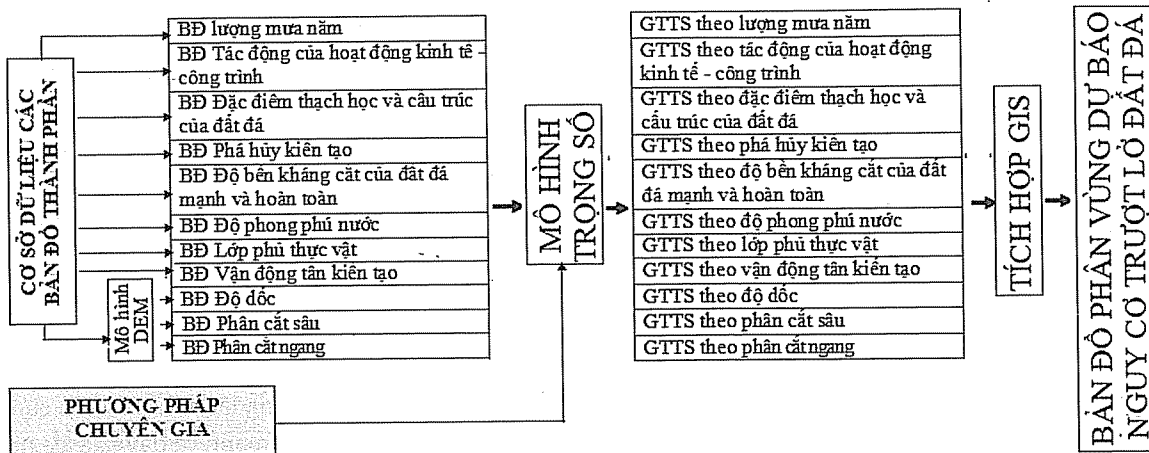 CƠ SỞ DỮ LIỆU CÁC
BẢN ĐỒ THÀNH PHẦN
Mô hình
DEM
BĐ lượng mưa năm
BĐ Tác động của hoạt động kinh tế -
công trình
BĐ Đặc điểm thạch học và cấu trúc
của đất đá
BĐ Phá hủy kiến tạo
BĐ Độ bền kháng cắt của đất đá
mạnh và hoàn toàn
BĐ Độ phong phú nước
BĐ Lớp phủ thực vật
BĐ Vận động tân kiến tạo
BĐ Độ dốc
BĐ Phân cắt sâu
BĐ Phân cắt ngang
PHƯƠNG PHÁP
CHUYÊN GIA
MÔ HÌNH
TRỌNG SỐ
GTTS theo lượng mưa năm
GTTS theo tác động của hoạt động
kinh tế - công trình
GTTS theo đặc điểm thạch học và
cấu trúc của đất đá
GTTS theo phá hủy kiến tạo
GTTS theo độ bền kháng cắt của đất
đá mạnh và hoàn toàn
GTTS theo độ phong phú nước
GTTS theo lớp phủ thực vật
GTTS theo vận động tân kiến tạo
GTTS theo độ dốc
GTTS theo phân cắt sâu
GTTS theo phân cắt ngang
TÍCH HỢP GIS
BẢN ĐỒ PHÂN VÙNG DỰ BÁO
NGUY CƠ TRƯỢT LỞ ĐẤT ĐÁ